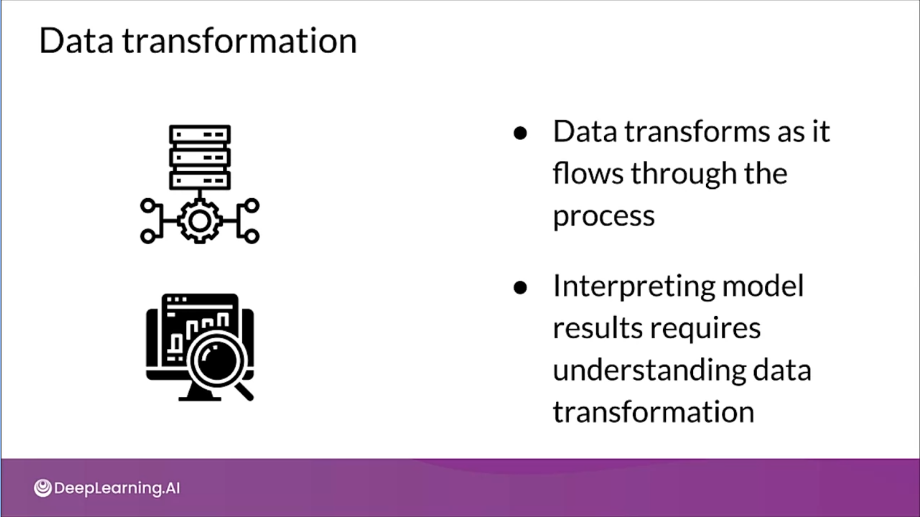 Data transformation
● Data transforms as it
flows through the
process
● Interpreting model
results requires
understanding data
transformation
DeepLearning.AI